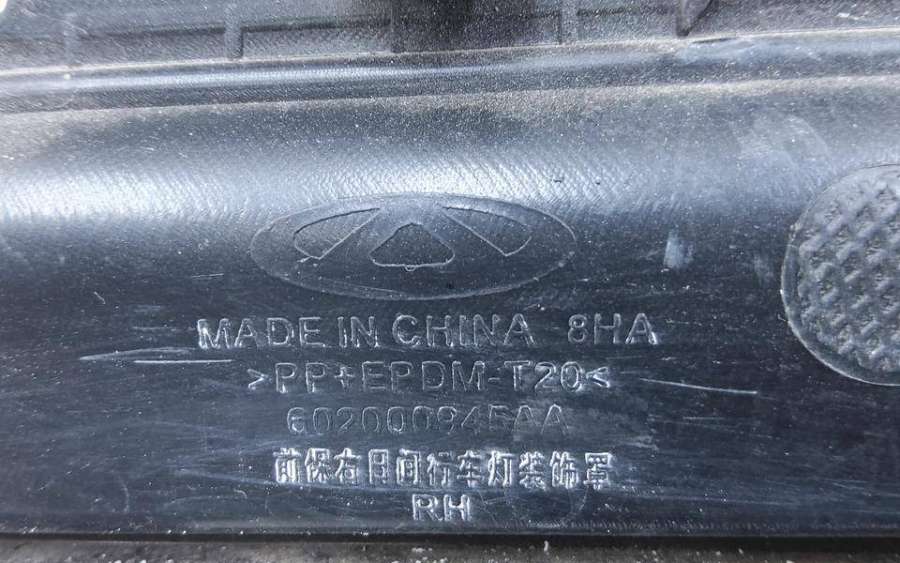 MADE IN CHINA 8HA
>PP+EPDM-T20<
602000945AA
前保右日间行车灯装饰罩
RH